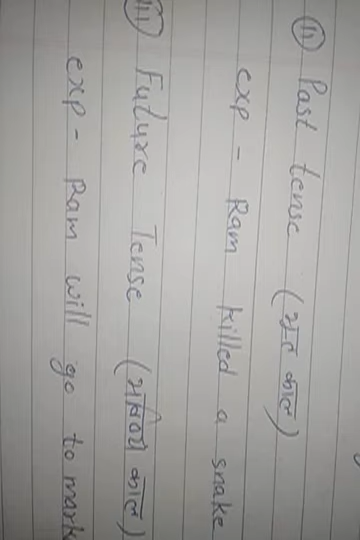 (ii) Past tense (भूत काल)
exp - Ram killed a snake
(iii) Future Tense (भविष्य काल)
exp - Ram will go to mark